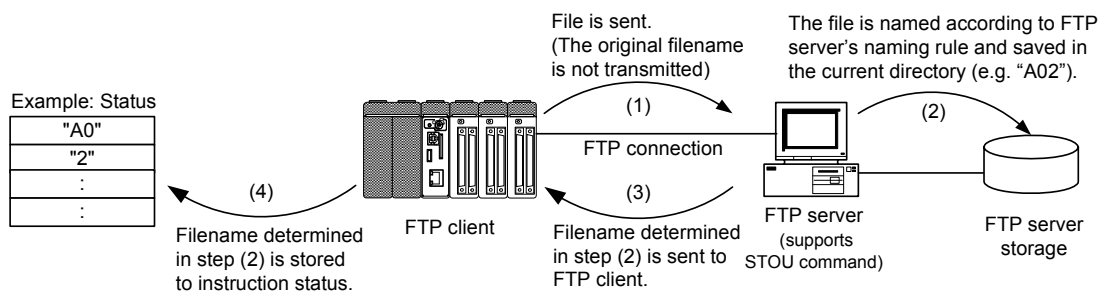 File is sent.
(The original filename
is not transmitted)
The file is named according to FTP
server's naming rule and saved in
the current directory (e.g. “A02”).
Example: Status
"A0"
"2"
:
:
(1)
(2)
FTP connection
(4)
(3)
FTP client
Filename determined
in step (2) is stored
to instruction status.
Filename determined
in step (2) is sent to
FTP client.
FTP server
(supports
STOU command)
FTP server
storage